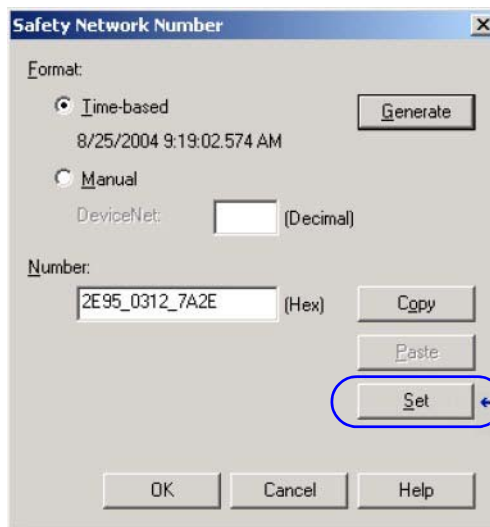 Safety Network Number
Format:
Time-based
Generate
8/25/2004 9:19:02.574 AM
Manual
DeviceNet:
(Decimal)
Number:
2E95_0312_7A2E
(Hex)
Copy
Paste
Set
OK
Cancel
Help